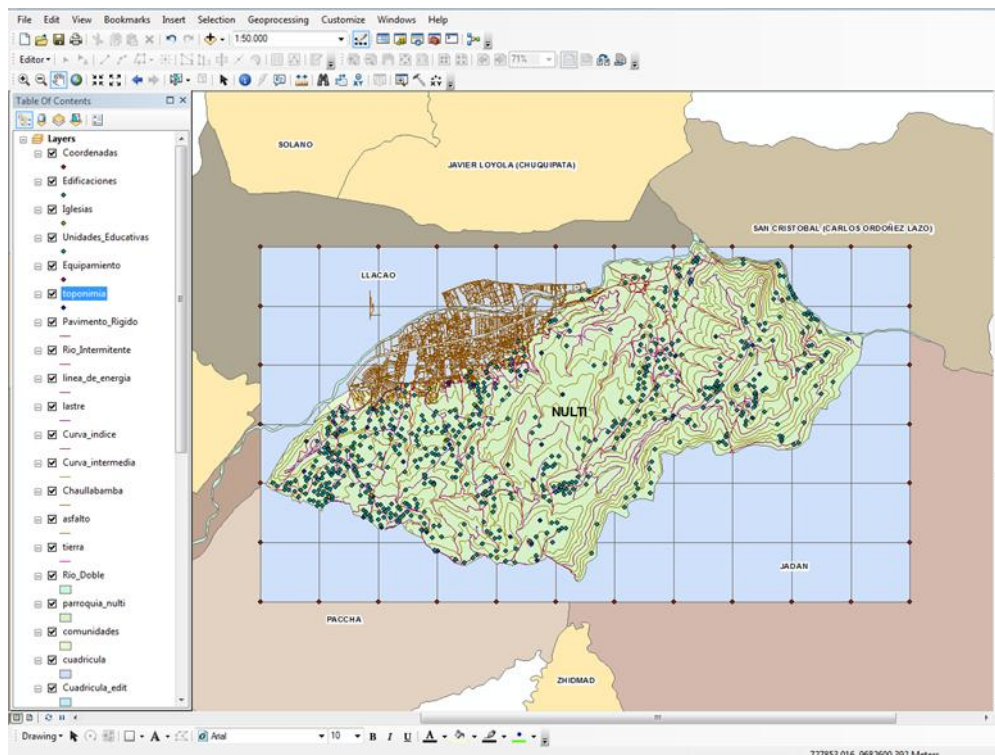 File Edit View Bookmarks Insert Selection Geoprocessing Customize Windows Help
1:50.000
Editor
71%
Table Of Contents
Layers
Coordenadas
Edificaciones
Iglesias
Unidades_Educativas
Equipamiento
toponimia
Pavimento_Rigido
Rio_Intermitente
linea_de_energia
lastre
Curva_indice
Curva_intermedia
Chaullabamba
asfalto
tierra
Rio_Doble
parroquia_nulti
comunidades
cuadricula
Cuadricula_edit
SOLANO
JAVIER LOYOLA (CHUQUIPATA)
SAN CRISTOBAL (CARLOS ORDOÑEZ LAZO)
LLACAO
NULTI
JADAN
PACCHA
ZHIDMAD
Drawing A Arial 10 B I U A